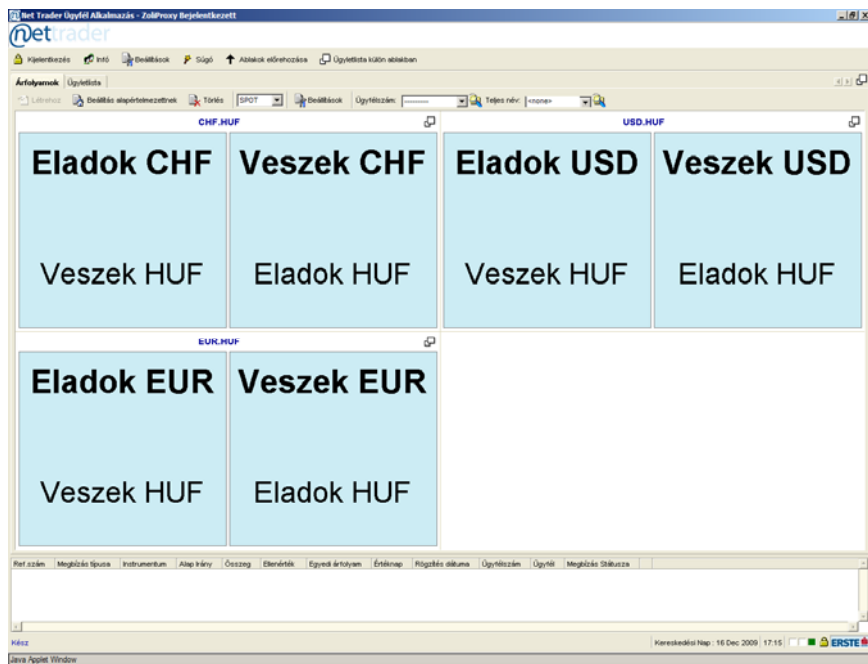 Net Trader Ügyfél Alkalmazás - ZoliProxy Bejelentkezett
nettrader
Kijelentkezés Infó Beállítások Súgó Ablakok előrehozása Ügyletlista külön ablakban
Árfolyamok Ügyletlista
Létrehoz Beállítás alapértelmezettnek Törlés SPOT Beállítások Ügyfélszám: ---------- Teljes név: <none>
CHF.HUF USD.HUF
Eladok CHF Veszek CHF Eladok USD Veszek USD
Veszek HUF Eladok HUF Veszek HUF Eladok HUF
EUR.HUF
Eladok EUR Veszek EUR
Veszek HUF Eladok HUF
Ref.szám Megbízás típusa Instrumentum Alap Irány Összeg Ellenérték Egyedi árfolyam Értéknap Rögzítés dátuma Ügyfélszám Ügyfél Megbízás Státusza
Kész Kereskedési Nap : 16 Dec 2009 17:15 ERSTE
Java Applet Window